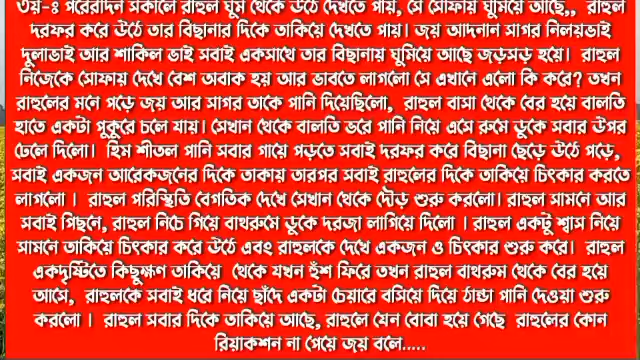 ৩য়-ঃ পরেরদিন সকালে রাহুল ঘুম থেকে উঠে দেখতে পায়, সে সোফায় ঘুমিয়ে আছে,, রাহুল
দরফর করে উঠে তার বিছানার দিকে তাকিয়ে দেখতে পায়। জয় আদনান সাগর নিলয়ভাই
দুলাভাই আর শাকিল ভাই সবাই একসাথে তার বিছানায় ঘুমিয়ে আছে জড়সড় হয়ে। রাহুল
নিজেকে সোফায় দেখে বেশ অবাক হয় আর ভাবতে লাগলো সে এখানে এলো কি করে? তখন
রাহুলের মনে পড়ে জয় আর সাগর তাকে পানি দিয়েছিলো, রাহুল বাসা থেকে বের হয়ে বালতি
হাতে একটা পুকুরে চলে যায়। সেখান থেকে বালতি ভরে পানি নিয়ে এসে রুমে ডুকে সবার উপর
ঢেলে দিলো। হিম শীতল পানি সবার গায়ে পড়তে সবাই দরফর করে বিছানা ছেড়ে উঠে পড়ে,
সবাই একজন আরেকজনের দিকে তাকায় তারপর সবাই রাহুলের দিকে তাকিয়ে চিৎকার করতে
লাগলো । রাহুল পরিস্থিতি বেগতিক দেখে সেখান থেকে দৌড় শুরু করলো। রাহুল সামনে আর
সবাই পিছনে, রাহুল নিচে গিয়ে বাথরুমে ডুকে দরজা লাগিয়ে দিলো । রাহুল একটু শ্বাস নিয়ে
সামনে তাকিয়ে চিৎকার করে উঠে এবং রাহুলকে দেখে একজন ও চিৎকার শুরু করে। রাহুল
একদৃষ্টিতে কিছুক্ষণ তাকিয়ে থেকে যখন হুঁশ ফিরে তখন রাহুল বাথরুম থেকে বের হয়ে
আসে, রাহুলকে সবাই ধরে নিয়ে ছাঁদে একটা চেয়ারে বসিয়ে দিয়ে ঠান্ডা পানি দেওয়া শুরু
করলো । রাহুল সবার দিকে তাকিয়ে আছে, রাহুলে যেন বোবা হয়ে গেছে রাহুলের কোন
রিয়াকশন না পেয়ে জয় বলে.....